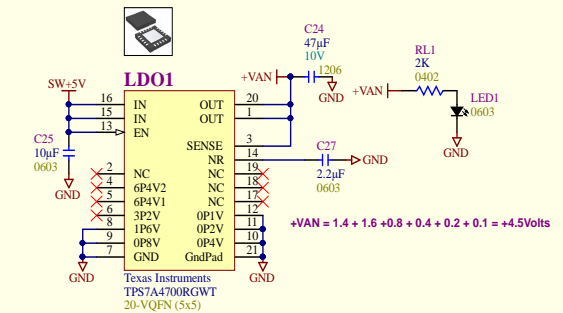 LDO1
SW+5V
16 IN OUT 20
15 IN OUT 1
13 EN
SENSE 3
NR 14
2 NC NC 19
4 6P4V2 NC 18
5 6P4V1 NC 17
6 3P2V 0P1V 12
8 1P6V 0P2V 11
9 0P8V 0P4V 10
7 GND GndPad 21
C25
10µF
0603
GND
GND
GND
Texas Instruments
TPS7A4700RGWT
20-VQFN (5x5)
C24
47µF
10V
1206
+VAN
GND
C27
2.2µF
0603
GND
RL1
2K
0402
+VAN
LED1
0603
GND
+VAN = 1.4 + 1.6 +0.8 + 0.4 + 0.2 + 0.1 = +4.5Volts